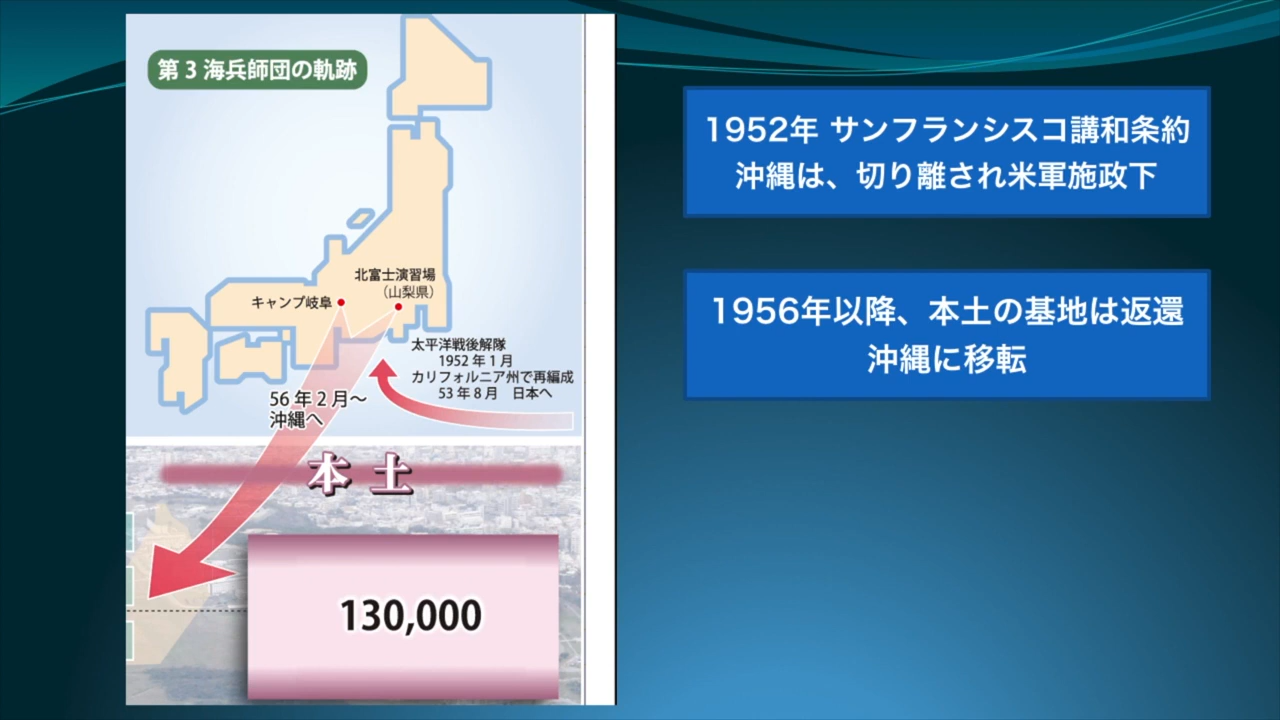 第3海兵師団の軌跡
北富士演習場
（山梨県）
キャンプ岐阜
太平洋戦後解隊
1952年1月
カリフォルニア州で再編成
53年8月　日本へ
56年2月～
沖縄へ
本土
130,000
1952年 サンフランシスコ講和条約
沖縄は、切り離され米軍施政下
1956年以降、本土の基地は返還
沖縄に移転